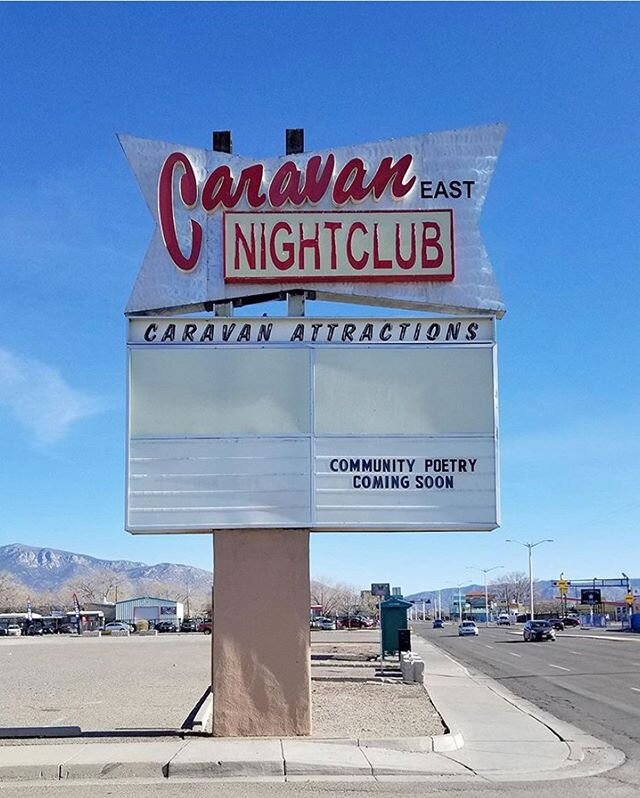 Caravan EAST
NIGHTCLUB
CARAVAN ATTRACTIONS
COMMUNITY POETRY
COMING SOON